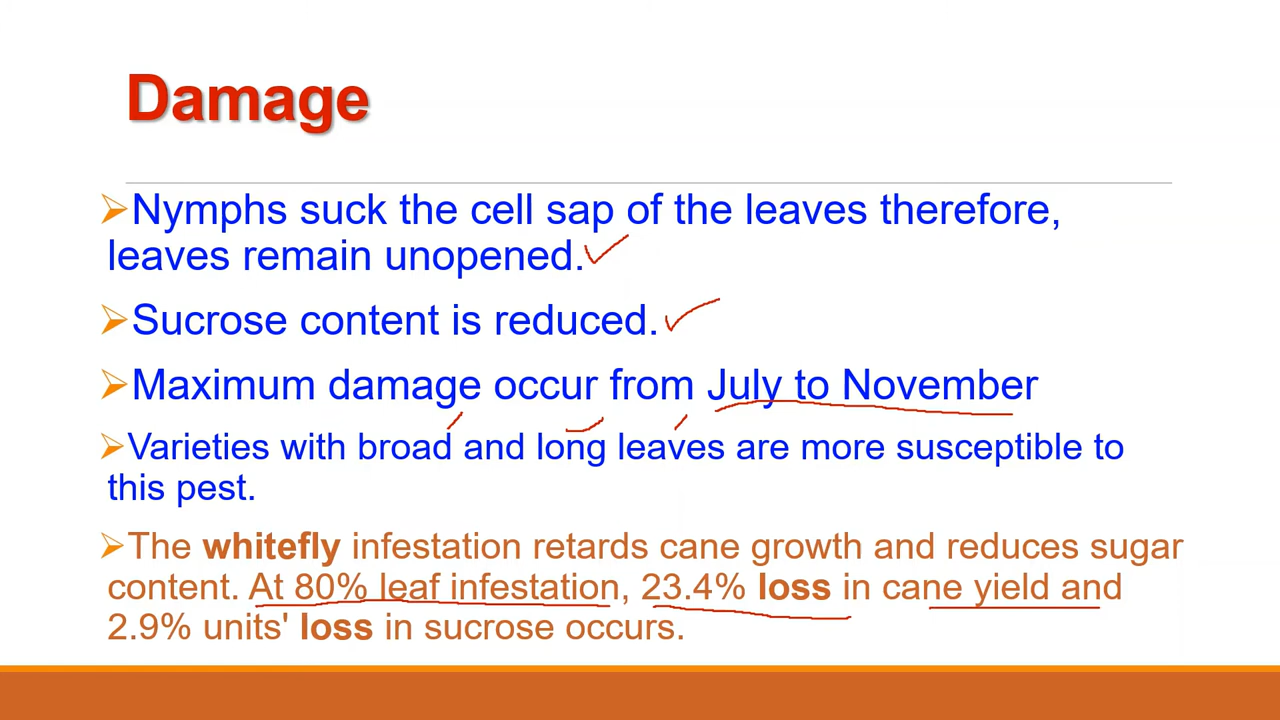 Damage
➢Nymphs suck the cell sap of the leaves therefore,
leaves remain unopened.
➢Sucrose content is reduced.
➢Maximum damage occur from July to November
➢Varieties with broad and long leaves are more susceptible to
this pest.
➢The whitefly infestation retards cane growth and reduces sugar
content. At 80% leaf infestation, 23.4% loss in cane yield and
2.9% units' loss in sucrose occurs.